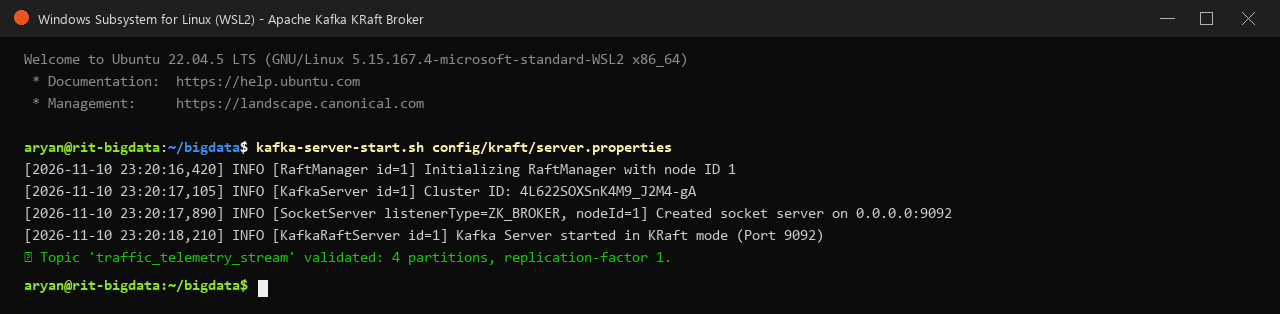 Windows Subsystem for Linux (WSL2) - Apache Kafka KRaft Broker
Welcome to Ubuntu 22.04.5 LTS (GNU/Linux 5.15.167.4-microsoft-standard-WSL2 x86_64)
* Documentation:  https://help.ubuntu.com
* Management:     https://landscape.canonical.com
aryan@rit-bigdata:~/bigdata$ kafka-server-start.sh config/kraft/server.properties
[2026-11-10 23:20:16,420] INFO [RaftManager id=1] Initializing RaftManager with node ID 1
[2026-11-10 23:20:17,105] INFO [KafkaServer id=1] Cluster ID: 4L622SOXSnK4M9_J2M4-gA
[2026-11-10 23:20:17,890] INFO [SocketServer listenerType=ZK_BROKER, nodeId=1] Created socket server on 0.0.0.0:9092
[2026-11-10 23:20:18,210] INFO [KafkaRaftServer id=1] Kafka Server started in KRaft mode (Port 9092)
Topic 'traffic_telemetry_stream' validated: 4 partitions, replication-factor 1.
aryan@rit-bigdata:~/bigdata$